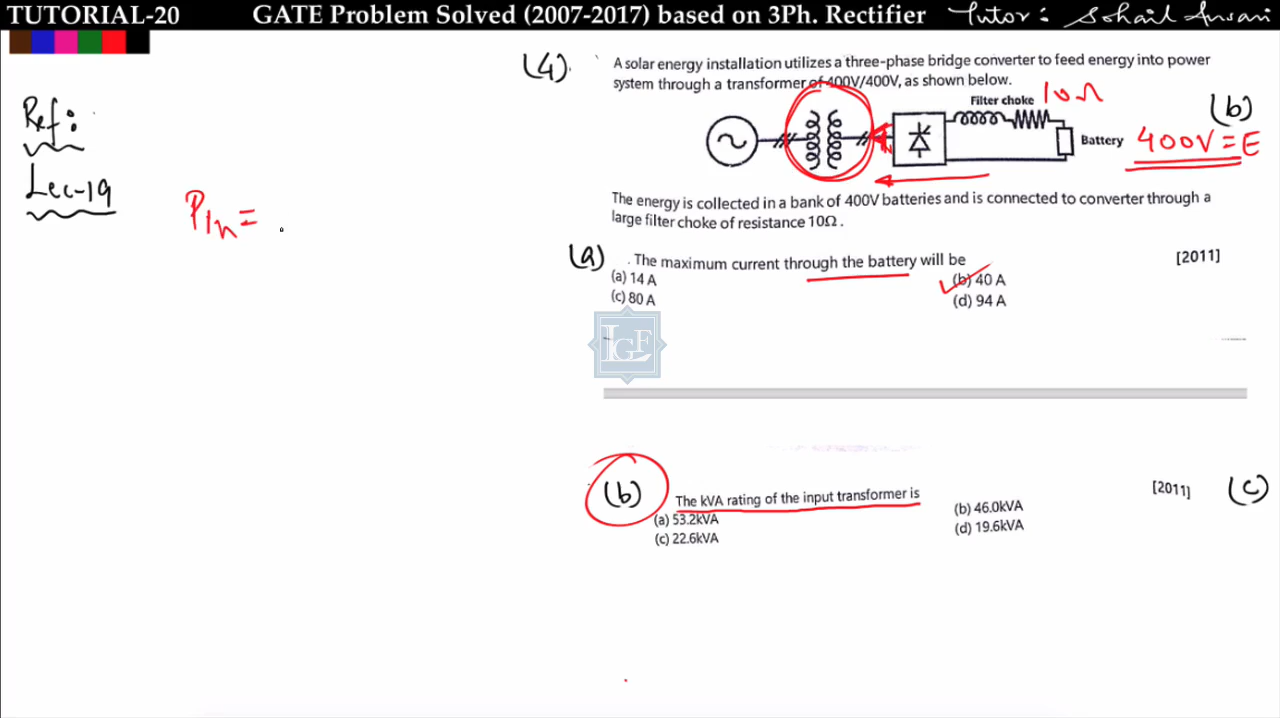 TUTORIAL-20 GATE Problem Solved (2007-2017) based on 3Ph. Rectifier Tutor: Sohail Ansari
Ref:
Lec-19
P1n =
(4). A solar energy installation utilizes a three-phase bridge converter to feed energy into power
system through a transformer of 400V/400V, as shown below.
Filter choke 10Ω
(b)
Battery 400V = E
The energy is collected in a bank of 400V batteries and is connected to converter through a
large filter choke of resistance 10Ω.
(a) . The maximum current through the battery will be [2011]
(a) 14 A (b) 40 A
(c) 80 A (d) 94 A
LGF
(b) The kVA rating of the input transformer is [2011] (c)
(a) 53.2kVA (b) 46.0kVA
(c) 22.6kVA (d) 19.6kVA